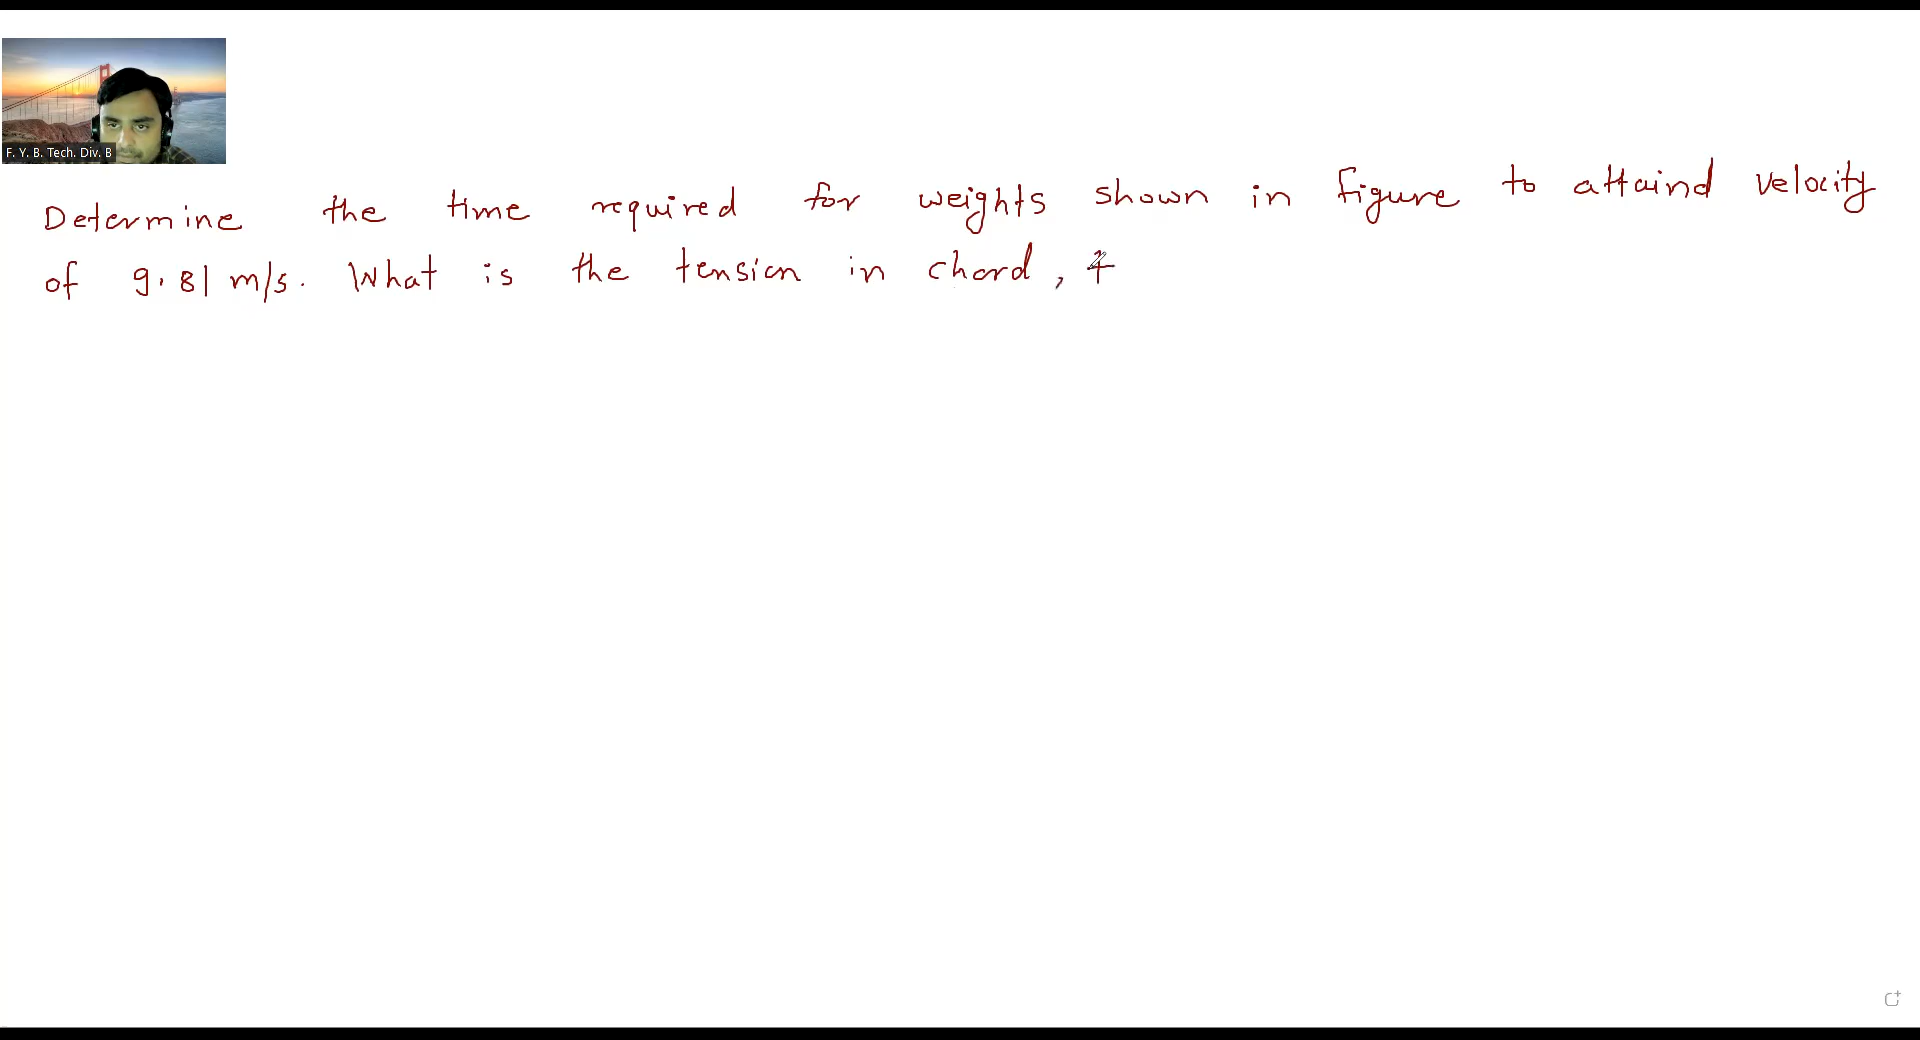 F. Y. B. Tech. Div. B
Determine the time required for weights shown in figure to attaind velocity
of 9.81 m/s. What is the tension in chord,